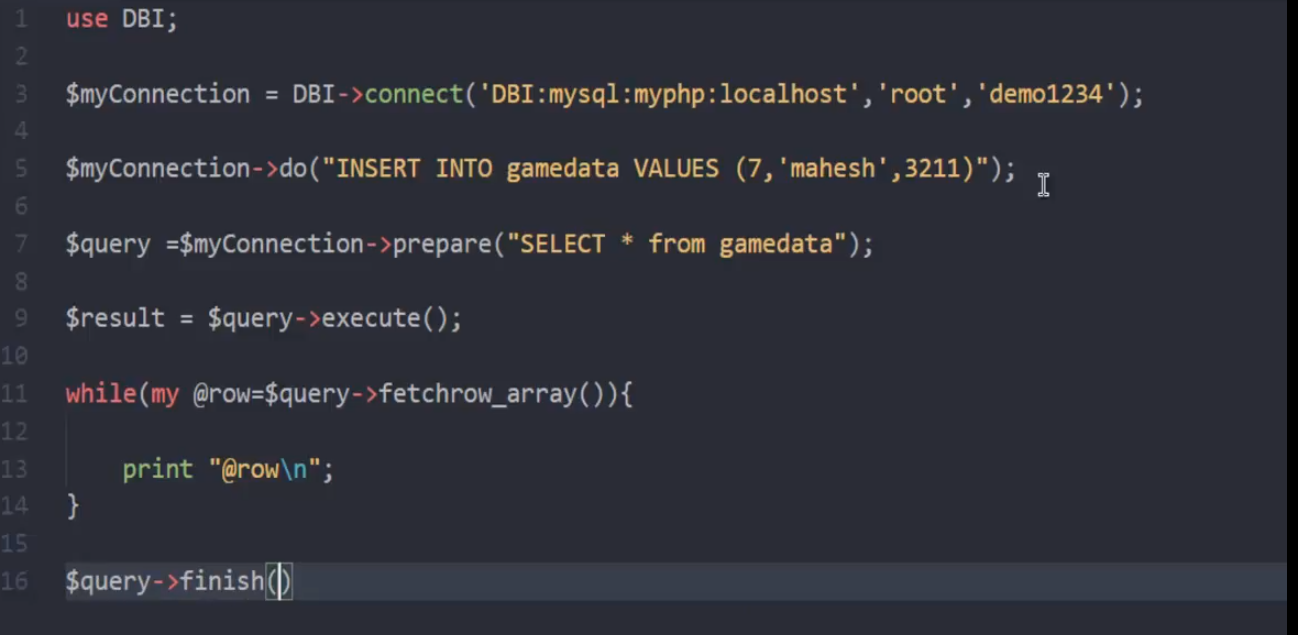 1 use DBI;
2
3 $myConnection = DBI->connect('DBI:mysql:myphp:localhost','root','demo1234');
4
5 $myConnection->do("INSERT INTO gamedata VALUES (7,'mahesh',3211)");
6
7 $query =$myConnection->prepare("SELECT * from gamedata");
8
9 $result = $query->execute();
10
11 while(my @row=$query->fetchrow_array()){
12
13 print "@row\n";
14 }
15
16 $query->finish()